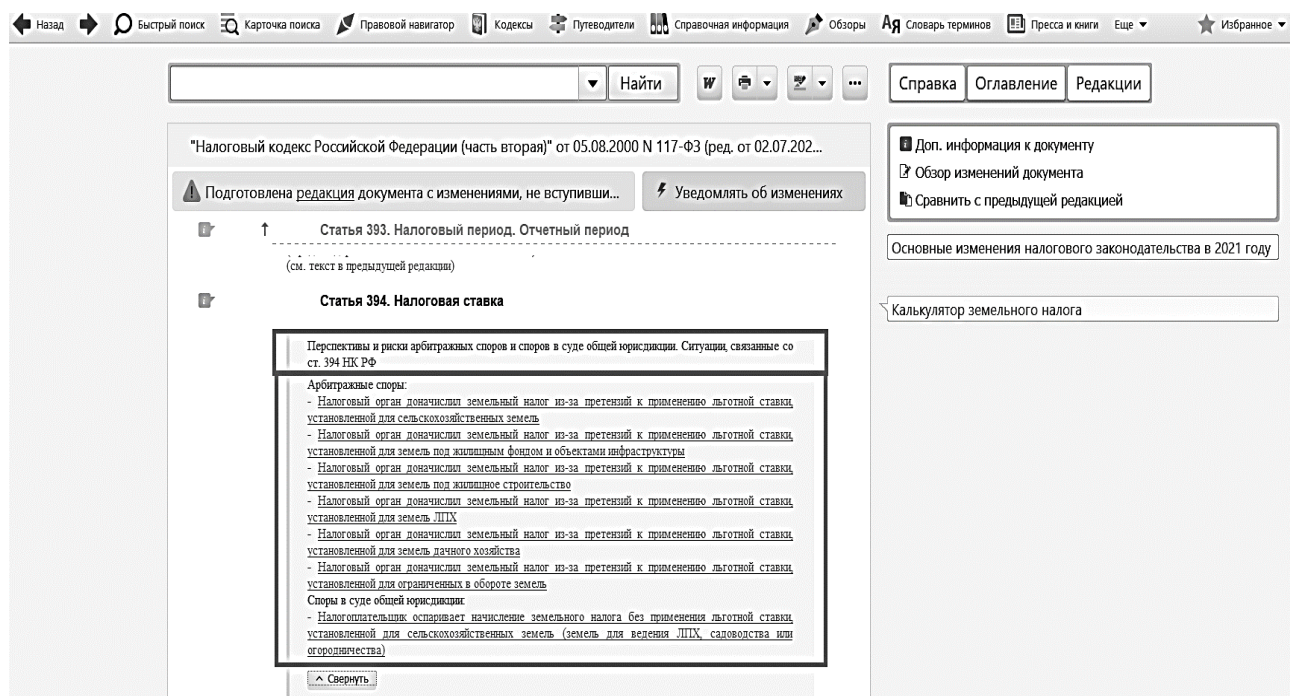 Назад Быстрый поиск Карточка поиска Правовой навигатор Кодексы Путеводители Справочная информация Обзоры Словарь терминов Пресса и книги Еще Избранное
Найти
Справка Оглавление Редакции
"Налоговый кодекс Российской Федерации (часть вторая)" от 05.08.2000 N 117-ФЗ (ред. от 02.07.202...
Подготовлена редакция документа с изменениями, не вступивши...
Уведомлять об изменениях
Статья 393. Налоговый период. Отчетный период
(см. текст в предыдущей редакции)
Статья 394. Налоговая ставка
Перспективы и риски арбитражных споров и споров в суде общей юрисдикции. Ситуации, связанные со
ст. 394 НК РФ
Арбитражные споры:
- Налоговый орган доначислил земельный налог из-за претензий к применению льготной ставки,
установленной для сельскохозяйственных земель
- Налоговый орган доначислил земельный налог из-за претензий к применению льготной ставки,
установленной для земель под жилищным фондом и объектами инфраструктуры
- Налоговый орган доначислил земельный налог из-за претензий к применению льготной ставки,
установленной для земель под жилищное строительство
- Налоговый орган доначислил земельный налог из-за претензий к применению льготной ставки,
установленной для земель ЛПХ
- Налоговый орган доначислил земельный налог из-за претензий к применению льготной ставки,
установленной для земель дачного хозяйства
- Налоговый орган доначислил земельный налог из-за претензий к применению льготной ставки,
установленной для ограниченных в обороте земель
Споры в суде общей юрисдикции:
- Налогоплательщик оспаривает начисление земельного налога без применения льготной ставки,
установленной для сельскохозяйственных земель (земель для ведения ЛПХ, садоводства или
огородничества)
Свернуть
Доп. информация к документу
Обзор изменений документа
Сравнить с предыдущей редакцией
Основные изменения налогового законодательства в 2021 году
Калькулятор земельного налога